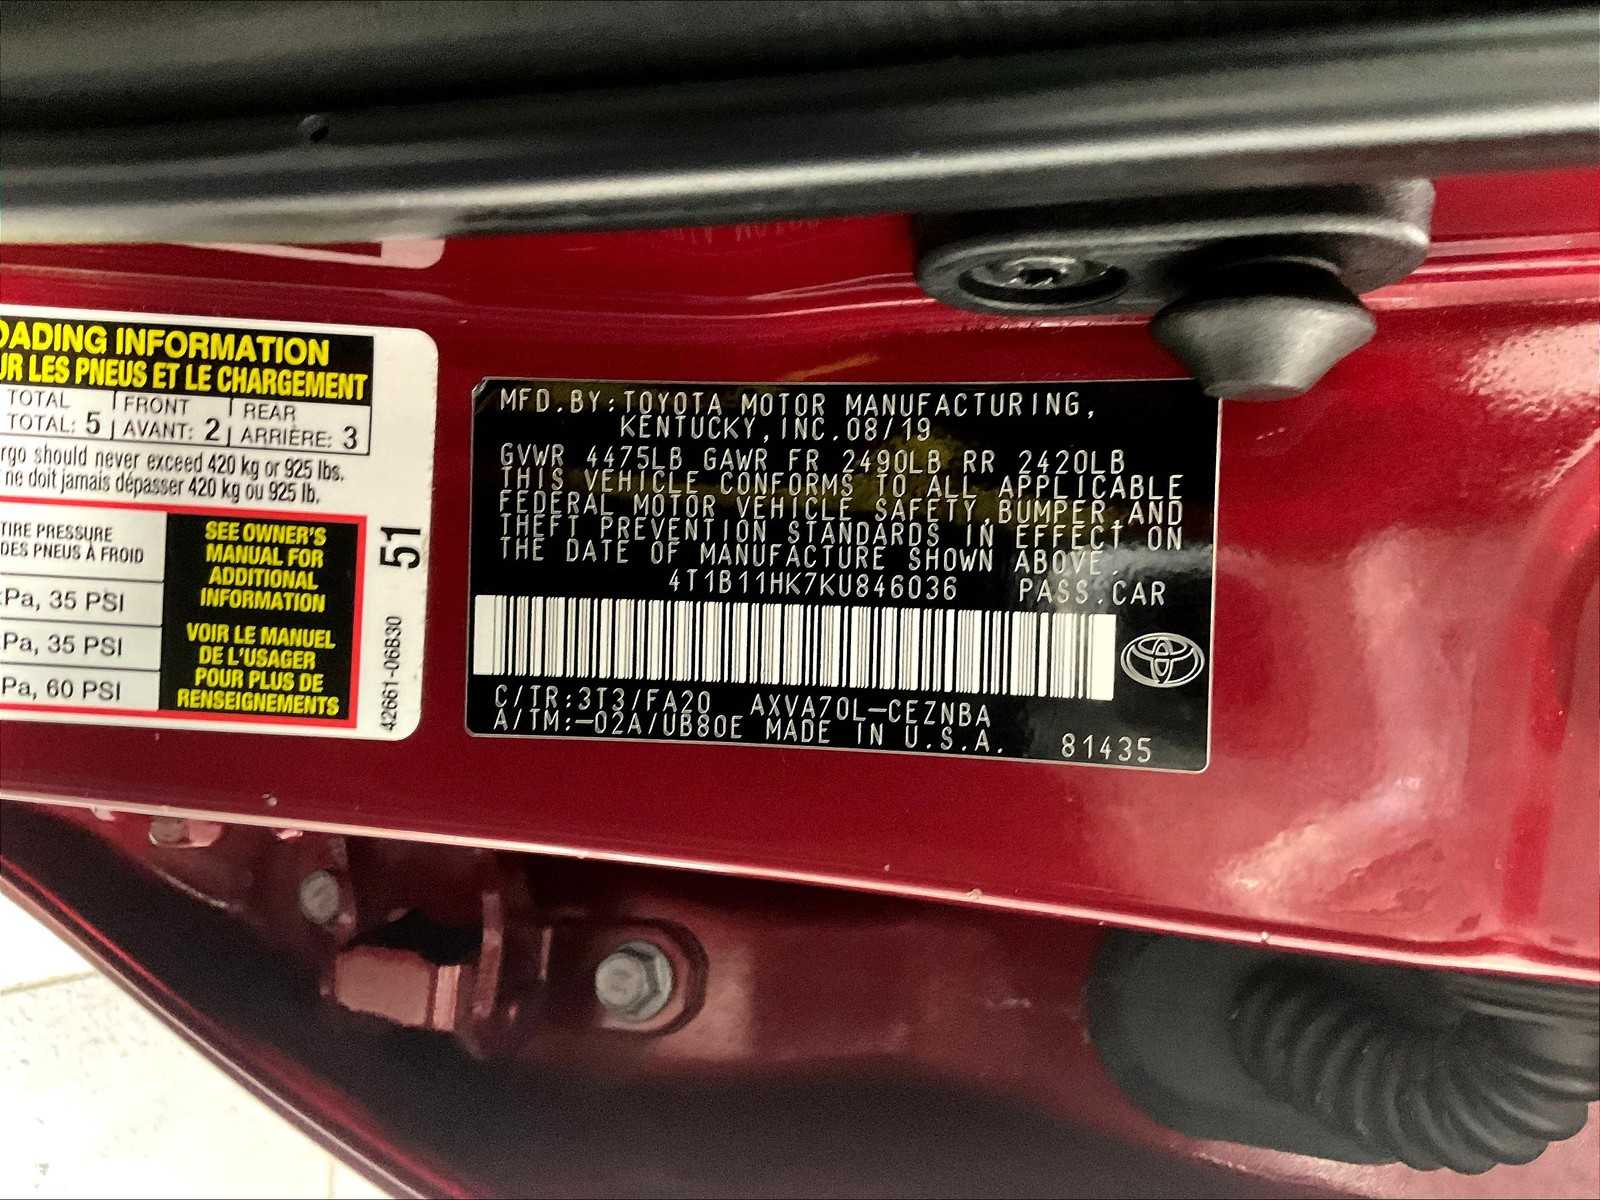 OADING INFORMATION
UR LES PNEUS ET LE CHARGEMENT
TOTAL FRONT REAR
TOTAL: 5 AVANT: 2 ARRIÈRE: 3
rgo should never exceed 420 kg or 925 lbs.
ne doit jamais dépasser 420 kg ou 925 lb.
TIRE PRESSURE
DES PNEUS À FROID
Pa, 35 PSI
Pa, 35 PSI
Pa, 60 PSI
SEE OWNER'S
MANUAL FOR
ADDITIONAL
INFORMATION
VOIR LE MANUEL
DE L'USAGER
POUR PLUS DE
RENSEIGNEMENTS
51
42661-06B30
MFD.BY:TOYOTA MOTOR MANUFACTURING,
KENTUCKY,INC.08/19
GVWR 4475LB GAWR FR 2490LB RR 2420LB
THIS VEHICLE CONFORMS TO ALL APPLICABLE
FEDERAL MOTOR VEHICLE SAFETY,BUMPER,AND
THEFT PREVENTION STANDARDS IN EFFECT ON
THE DATE OF MANUFACTURE SHOWN ABOVE.
4T1B11HK7KU846036 PASS.CAR
C/TR:3T3/FA20 AXVA70L-CEZNBA
A/TM:-02A/UB80E MADE IN U.S.A. 81435